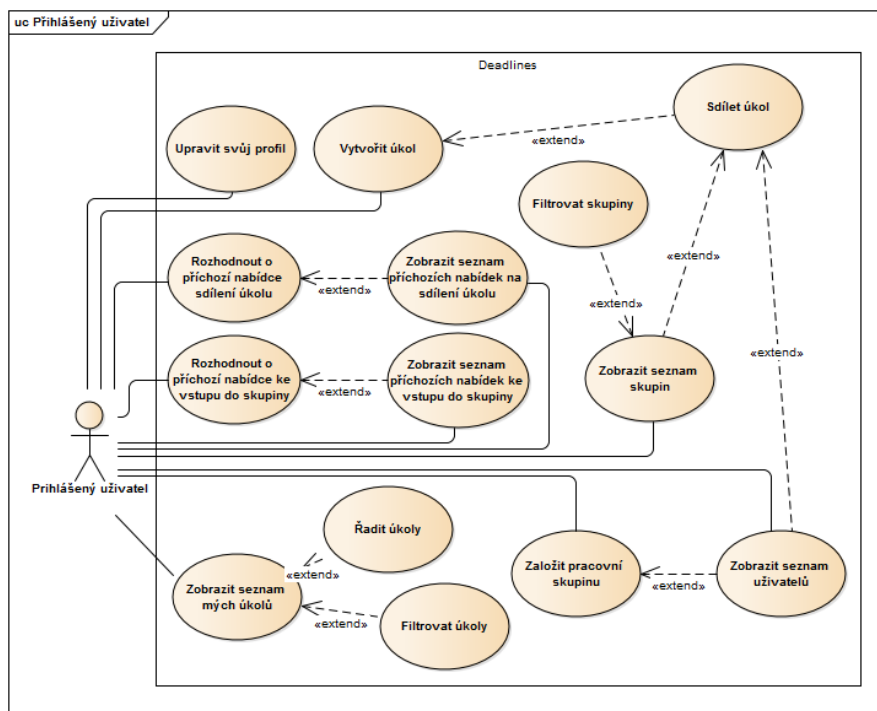 uc Přihlášený uživatel
Deadlines
Sdílet úkol
Upravit svůj profil
Vytvořit úkol
«extend»
Filtrovat skupiny
Rozhodnout o
příchozí nabídce
sdílení úkolu
«extend»
Zobrazit seznam
příchozích nabídek na
sdílení úkolu
«extend»
«extend»
Rozhodnout o
příchozí nabídce ke
vstupu do skupiny
«extend»
Zobrazit seznam
příchozích nabídek ke
vstupu do skupiny
Zobrazit seznam
skupin
«extend»
Prihlášený uživatel
Řadit úkoly
«extend»
Zobrazit seznam
mých úkolů
«extend»
Filtrovat úkoly
Založit pracovní
skupinu
«extend»
Zobrazit seznam
uživatelů